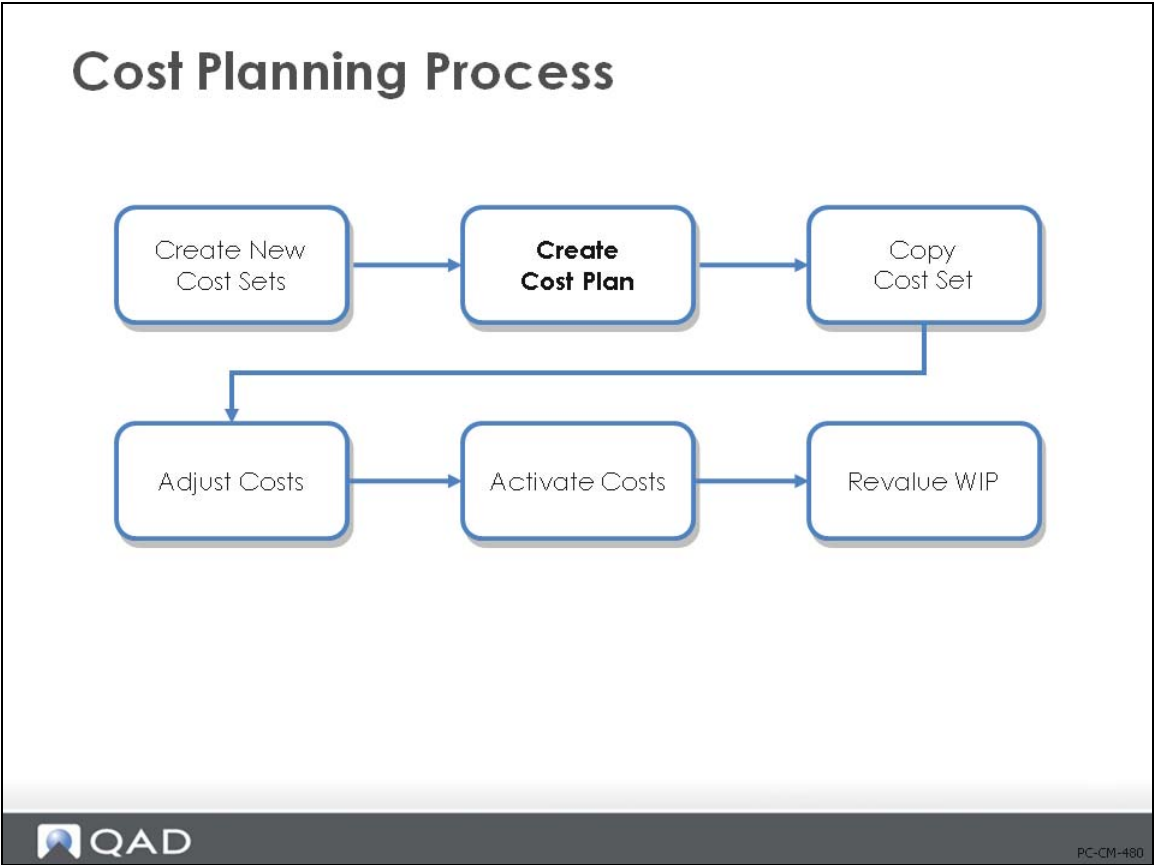 Cost Planning Process
Create New
Cost Sets
Create
Cost Plan
Copy
Cost Set
Adjust Costs
Activate Costs
Revalue WIP
QAD
PC-CM-480